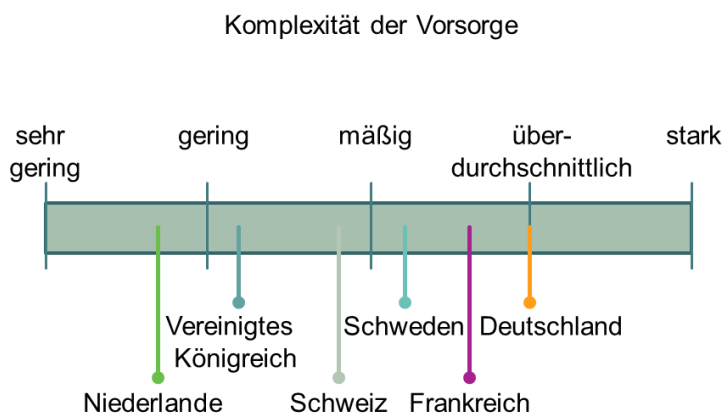 Komplexität der Vorsorge
sehr
gering
gering
mäßig
über-
durchschnittlich
stark
Vereinigtes
Königreich
Schweden
Deutschland
Niederlande
Schweiz
Frankreich